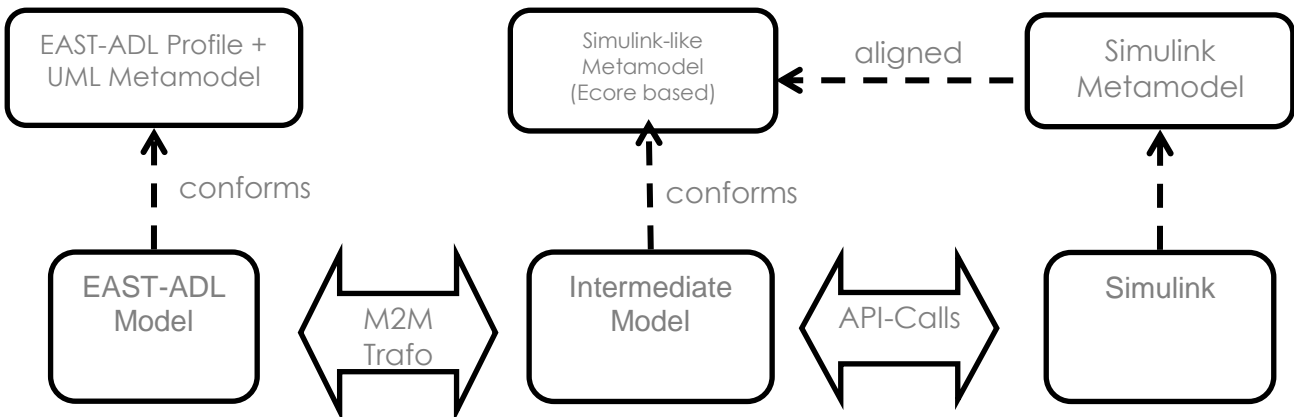 EAST-ADL Profile +
UML Metamodel
Simulink-like
Metamodel
(Ecore based)
aligned
Simulink
Metamodel
conforms
conforms
EAST-ADL
Model
M2M
Trafo
Intermediate
Model
API-Calls
Simulink